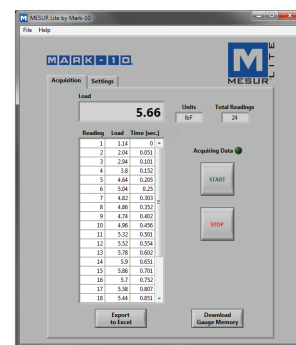 MESUR Lite by Mark-10
File Help
MARK-10
MESUR
LITE
Acquisition Settings
Load
5.66
Units
lbF
Total Readings
24
Reading Load Time [sec.]
1 1.14 0
2 2.04 0.051
3 2.94 0.101
4 3.8 0.152
5 4.64 0.205
6 5.04 0.25
7 4.82 0.303
8 4.86 0.352
9 4.74 0.402
10 4.96 0.456
11 5.32 0.501
12 5.52 0.554
13 5.78 0.602
14 5.9 0.651
15 5.86 0.701
16 5.7 0.752
17 5.58 0.807
18 5.44 0.851
Acquiring Data
START
STOP
Export
to Excel
Download
Gauge Memory